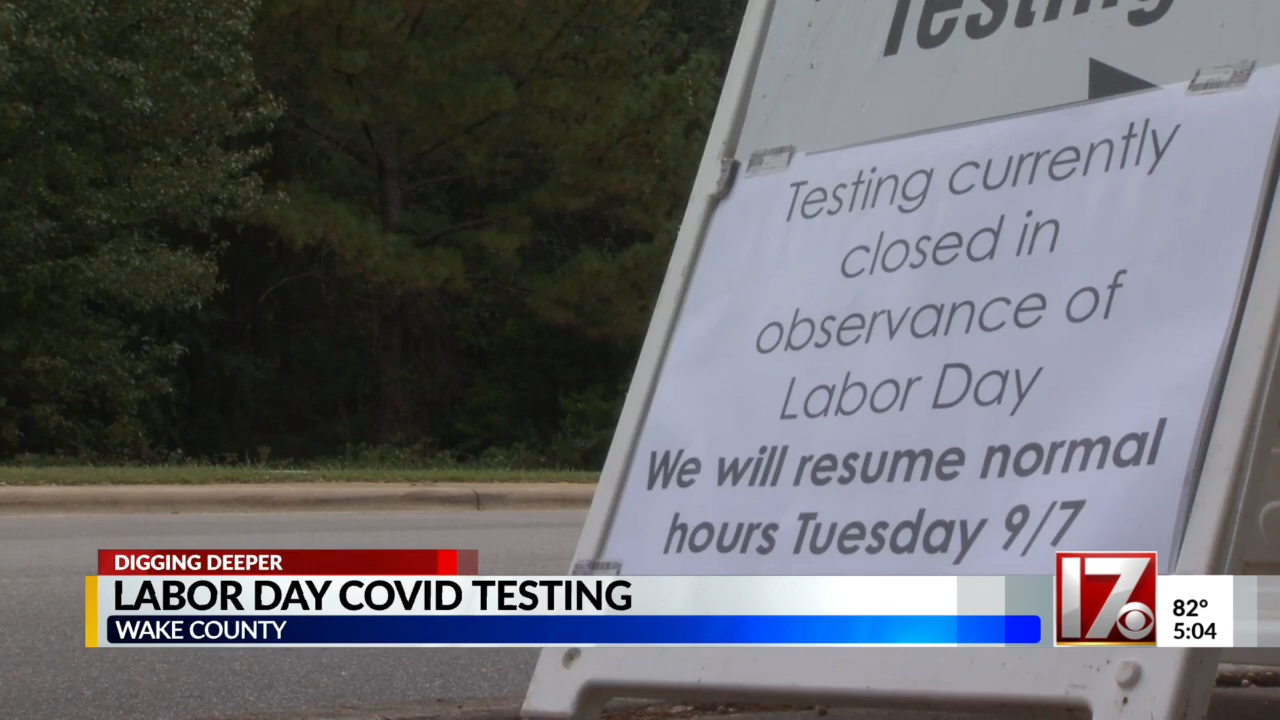 Testing
Testing currently
closed in
observance of
Labor Day
We will resume normal
hours Tuesday 9/7
DIGGING DEEPER
LABOR DAY COVID TESTING
WAKE COUNTY
17
82°
5:04